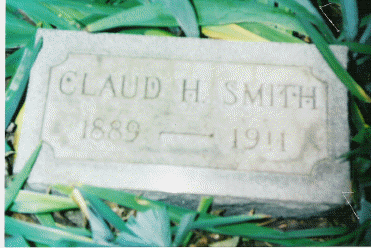 CLAUD H. SMITH
1889 — 1911